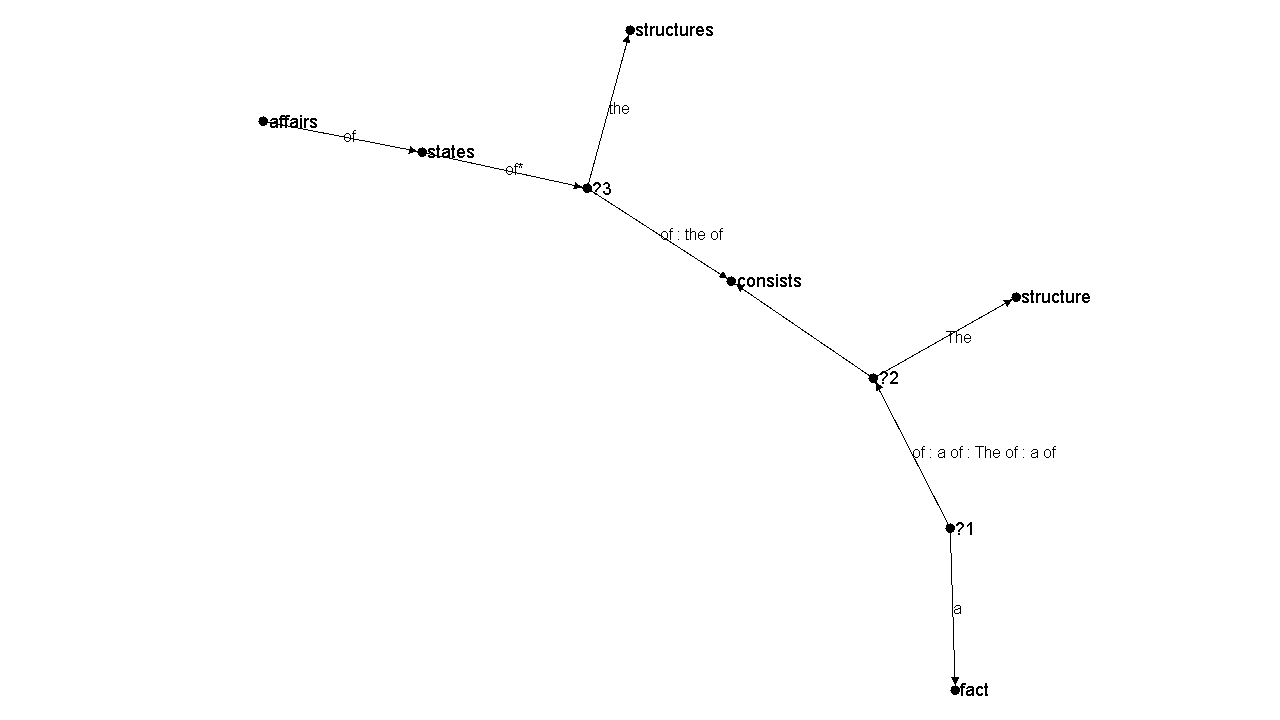 structures
the
affairs
of
states
of*
?3
of : the of
consists
structure
The
?2
of : a of : The of : a of
?1
a
fact